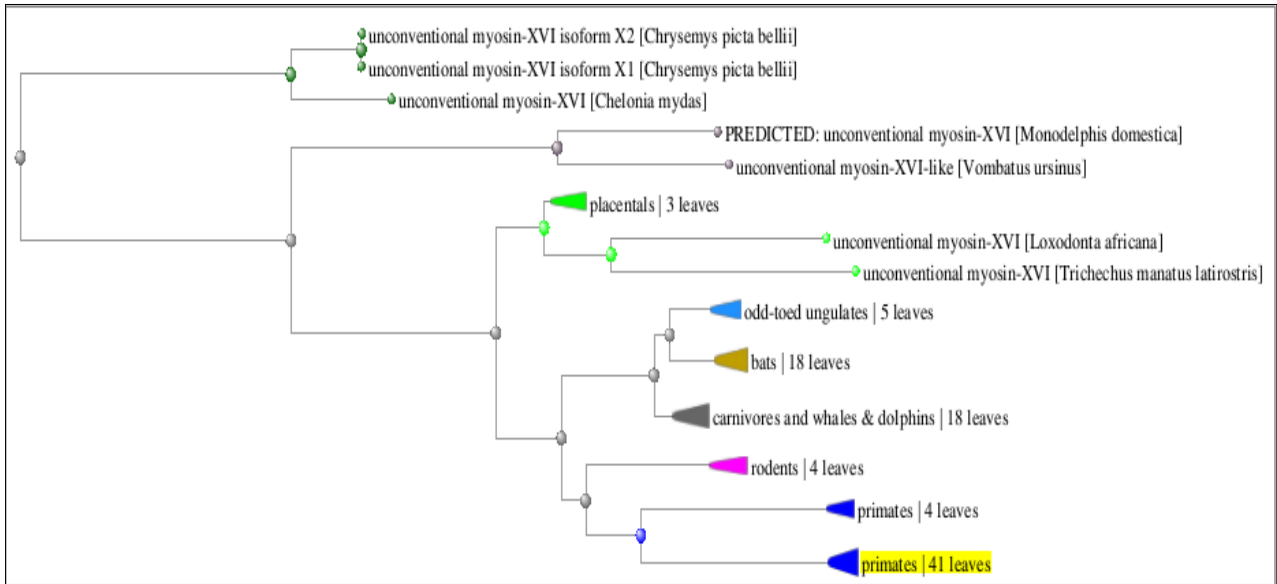 unconventional myosin-XVI isoform X2 [Chrysemys picta bellii]
unconventional myosin-XVI isoform X1 [Chrysemys picta bellii]
unconventional myosin-XVI [Chelonia mydas]
PREDICTED: unconventional myosin-XVI [Monodelphis domestica]
unconventional myosin-XVI-like [Vombatus ursinus]
placentals | 3 leaves
unconventional myosin-XVI [Loxodonta africana]
unconventional myosin-XVI [Trichechus manatus latirostris]
odd-toed ungulates | 5 leaves
bats | 18 leaves
carnivores and whales & dolphins | 18 leaves
rodents | 4 leaves
primates | 4 leaves
primates | 41 leaves